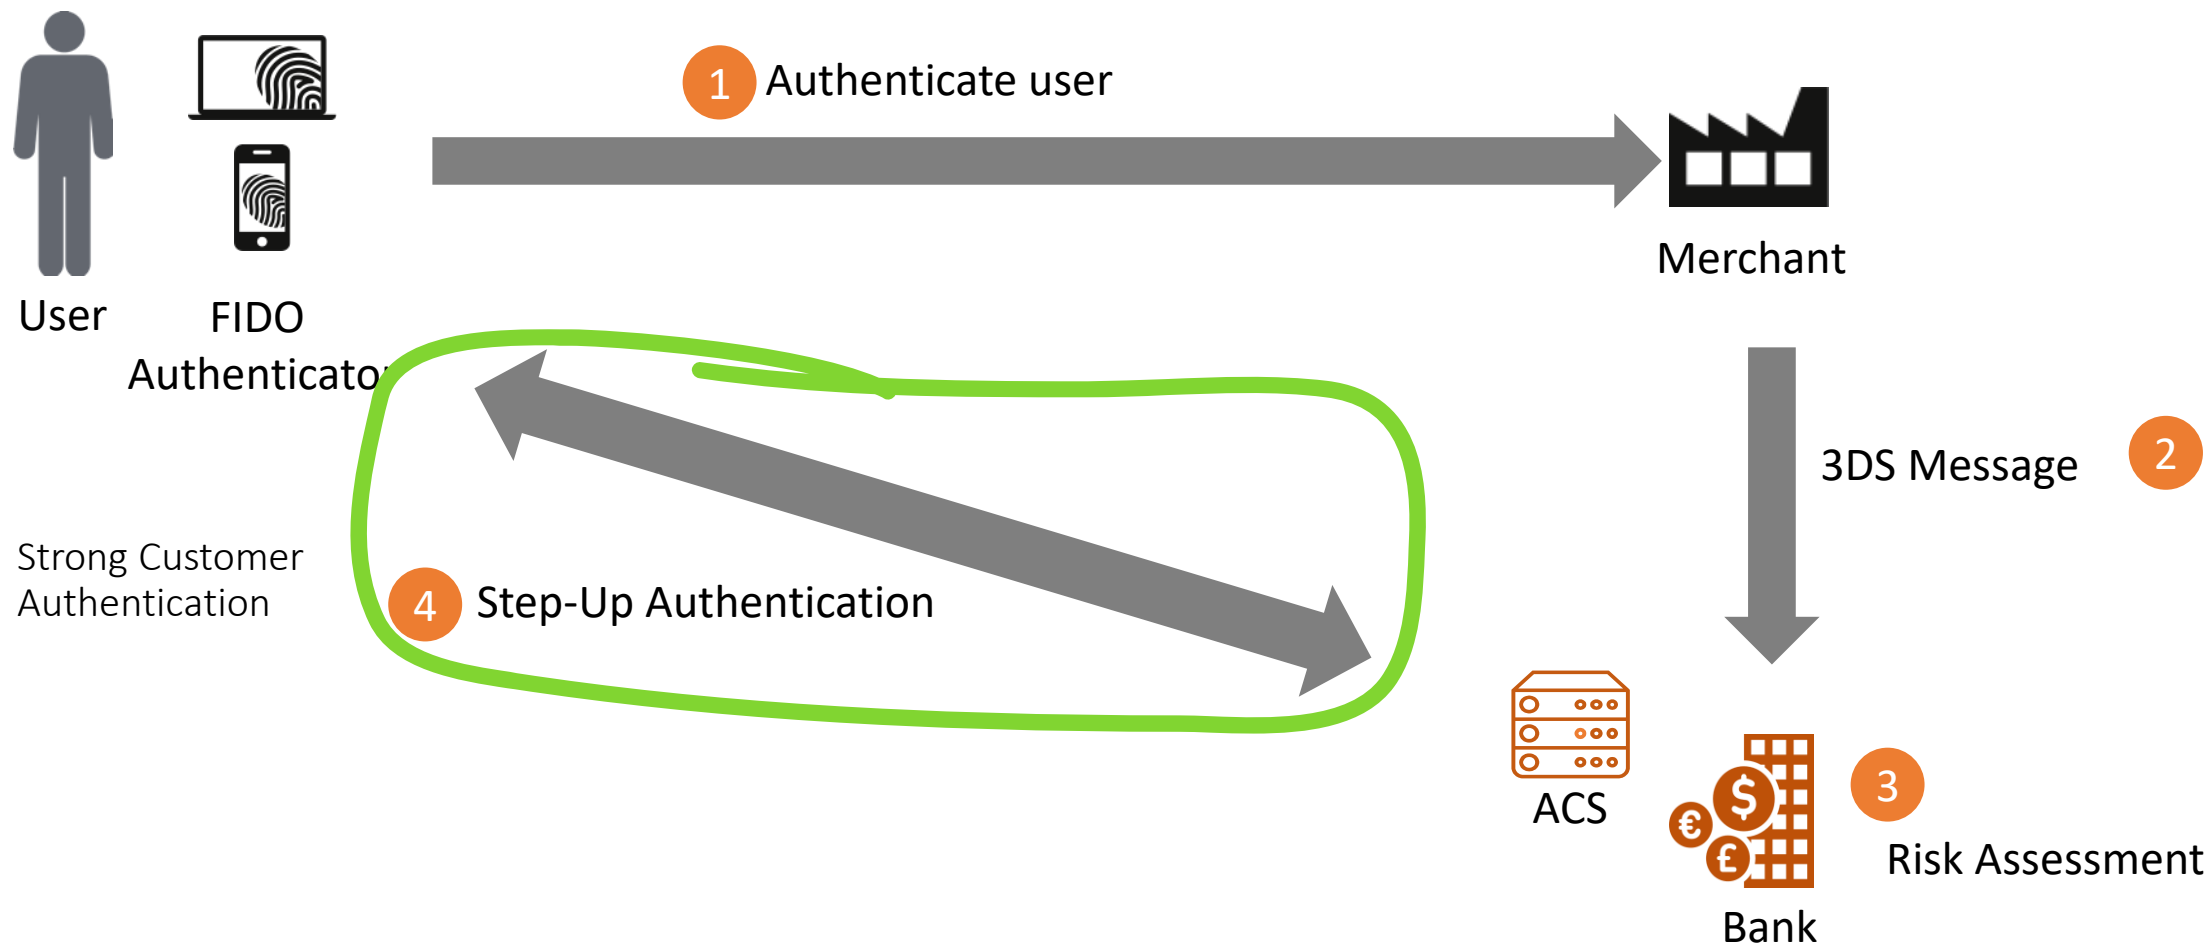 1 Authenticate user
Merchant
User
FIDO
Authenticator
3DS Message 2
Strong Customer
Authentication
4 Step-Up Authentication
ACS
$
€
£
3
Risk Assessment
Bank